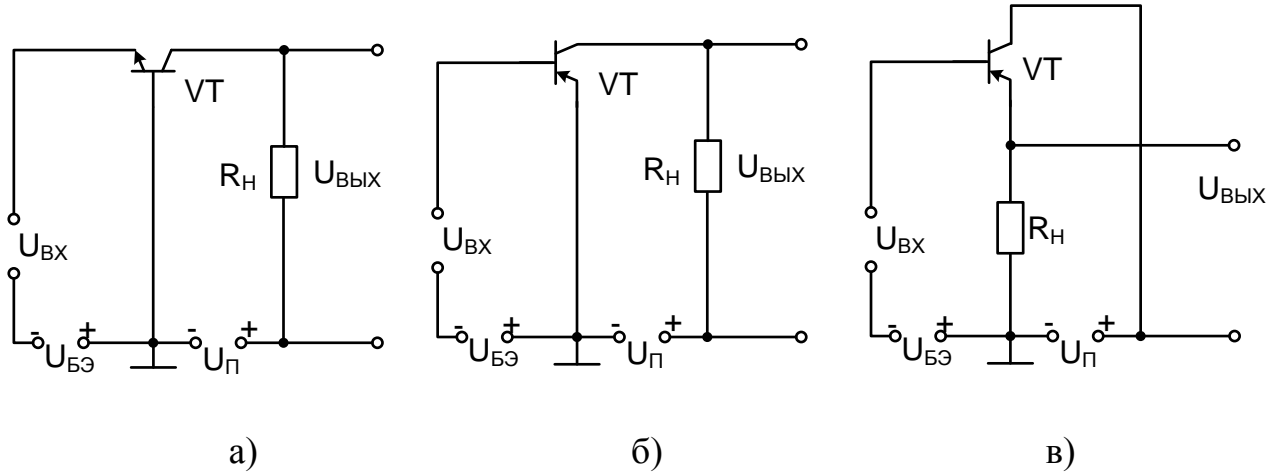 VT
R_Н
U_ВЫХ
U_ВХ
- U_БЭ +
- U_П +
а)
VT
R_Н
U_ВЫХ
U_ВХ
- U_БЭ +
- U_П +
б)
VT
R_Н
U_ВЫХ
U_ВХ
- U_БЭ +
- U_П +
в)